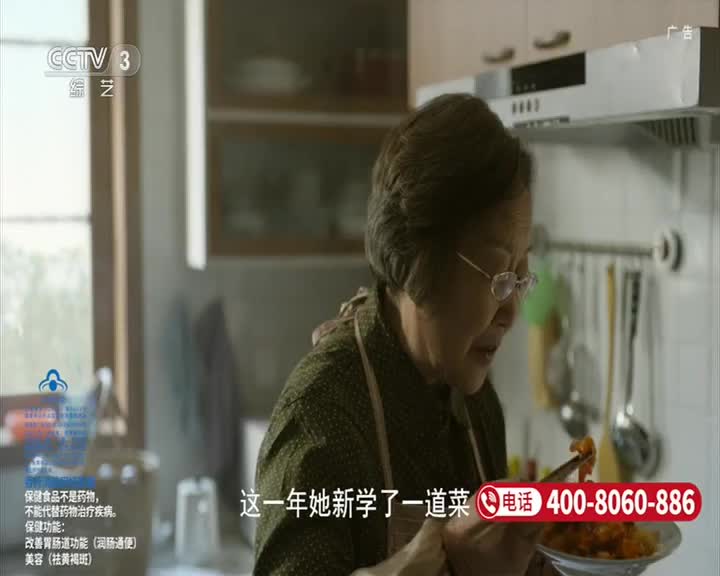 CCTV 3
综艺
广告
保健食品不是药物，
不能代替药物治疗疾病。
保健功能：
改善胃肠道功能（润肠通便）
美容（祛黄褐斑）
这一年她新学了一道菜
电话 400-8060-886